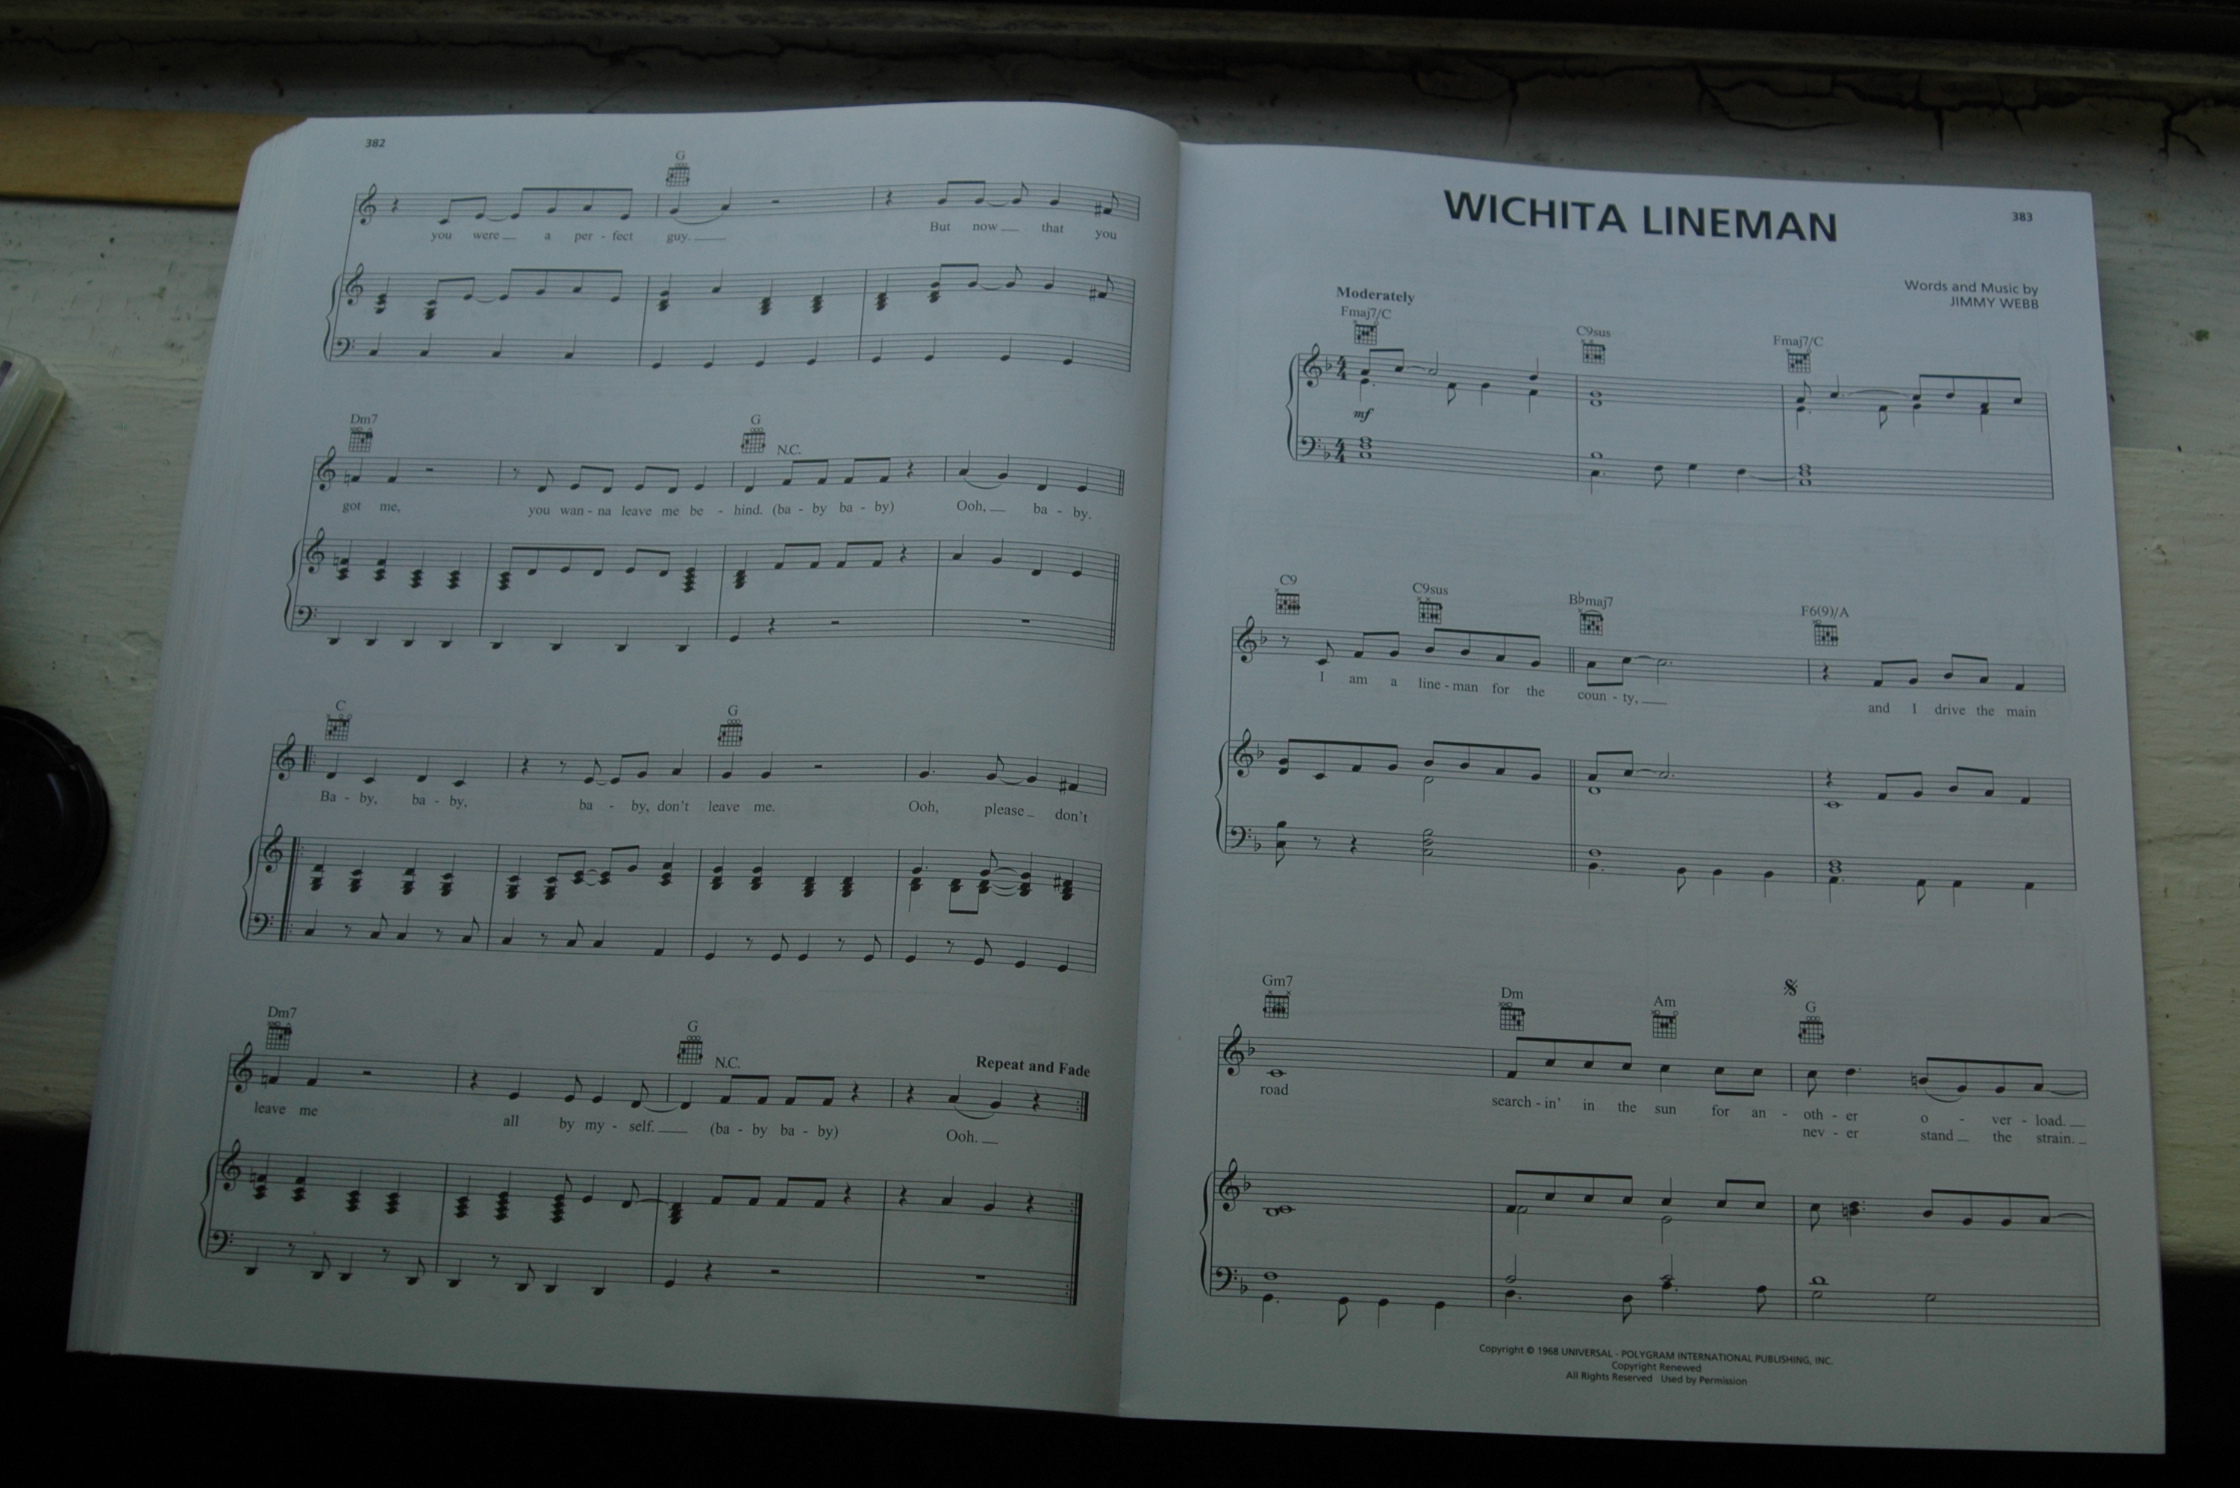 382
G
you were a per - fect guy. But now that you
Dm7 G N.C.
got me, you wan - na leave me be - hind. (ba - by ba - by) Ooh, ba - by.
C G
Ba - by, ba - by, ba - by, don't leave me. Ooh, please don't
Dm7 G N.C. Repeat and Fade
leave me all by my - self. (ba - by ba - by) Ooh.
383
WICHITA LINEMAN
Words and Music by
JIMMY WEBB
Moderately
Fmaj7/C C9sus Fmaj7/C
mf
C9 C9sus B♭maj7 F6(9)/A
I am a line - man for the coun - ty, and I drive the main
Gm7 Dm Am G
road search - in' in the sun for an - oth - er o - ver - load.
nev - er stand the strain.
Copyright © 1968 UNIVERSAL - POLYGRAM INTERNATIONAL PUBLISHING, INC.
Copyright Renewed
All Rights Reserved Used by Permission